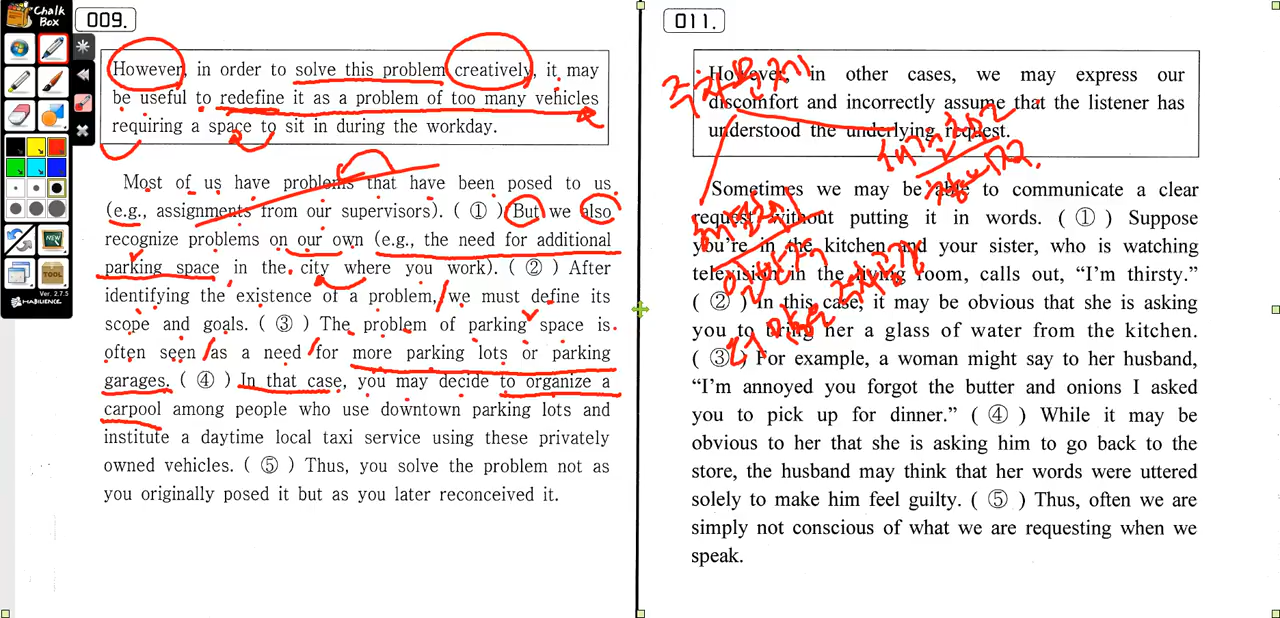 Chalk
Box
009.
However, in order to solve this problem creatively, it may
be useful to redefine it as a problem of too many vehicles
requiring a space to sit in during the workday.
Most of us have problems that have been posed to us
(e.g., assignments from our supervisors). ( ① ) But we also
recognize problems on our own (e.g., the need for additional
parking space in the city where you work). ( ② ) After
identifying the existence of a problem, we must define its
scope and goals. ( ③ ) The problem of parking space is
often seen as a need for more parking lots or parking
garages. ( ④ ) In that case, you may decide to organize a
carpool among people who use downtown parking lots and
institute a daytime local taxi service using these privately
owned vehicles. ( ⑤ ) Thus, you solve the problem not as
you originally posed it but as you later reconceived it.
NEW
TOOL
Ver. 2.7.5
HABLUENCE
011.
However, in other cases, we may express our
discomfort and incorrectly assume that the listener has
understood the underlying request.
Sometimes we may be able to communicate a clear
request without putting it in words. ( ① ) Suppose
you're in the kitchen and your sister, who is watching
television in the living room, calls out, "I'm thirsty."
( ② ) In this case, it may be obvious that she is asking
you to bring her a glass of water from the kitchen.
( ③ ) For example, a woman might say to her husband,
"I'm annoyed you forgot the butter and onions I asked
you to pick up for dinner." ( ④ ) While it may be
obvious to her that she is asking him to go back to the
store, the husband may think that her words were uttered
solely to make him feel guilty. ( ⑤ ) Thus, often we are
simply not conscious of what we are requesting when we
speak.